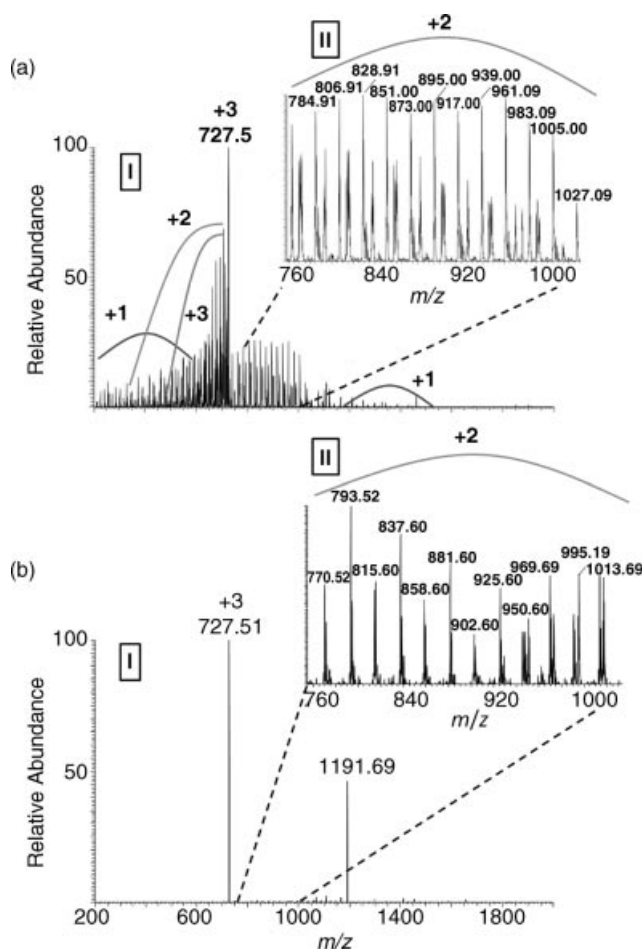 (a)
II
+2
784.91
806.91
828.91
851.00
873.00
895.00
917.00
939.00
961.09
983.09
1005.00
1027.09
760 840 920 1000
m/z
+3
727.5
I
+2
+1
+3
+1
100
50
Relative Abundance
(b)
II
+2
770.52
793.52
815.60
837.60
858.60
881.60
902.60
925.60
950.60
969.69
995.19
1013.69
760 840 920 1000
m/z
+3
727.51
I
1191.69
100
50
Relative Abundance
200 600 1000 1400 1800
m/z